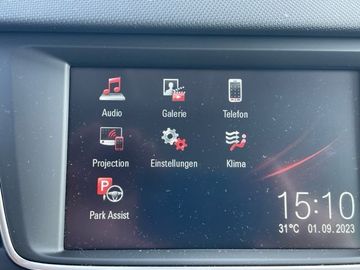 Audio
Galerie
Telefon
Projection
Einstellungen
Klima
P
Park Assist
15:10
31°C 01.09.2023